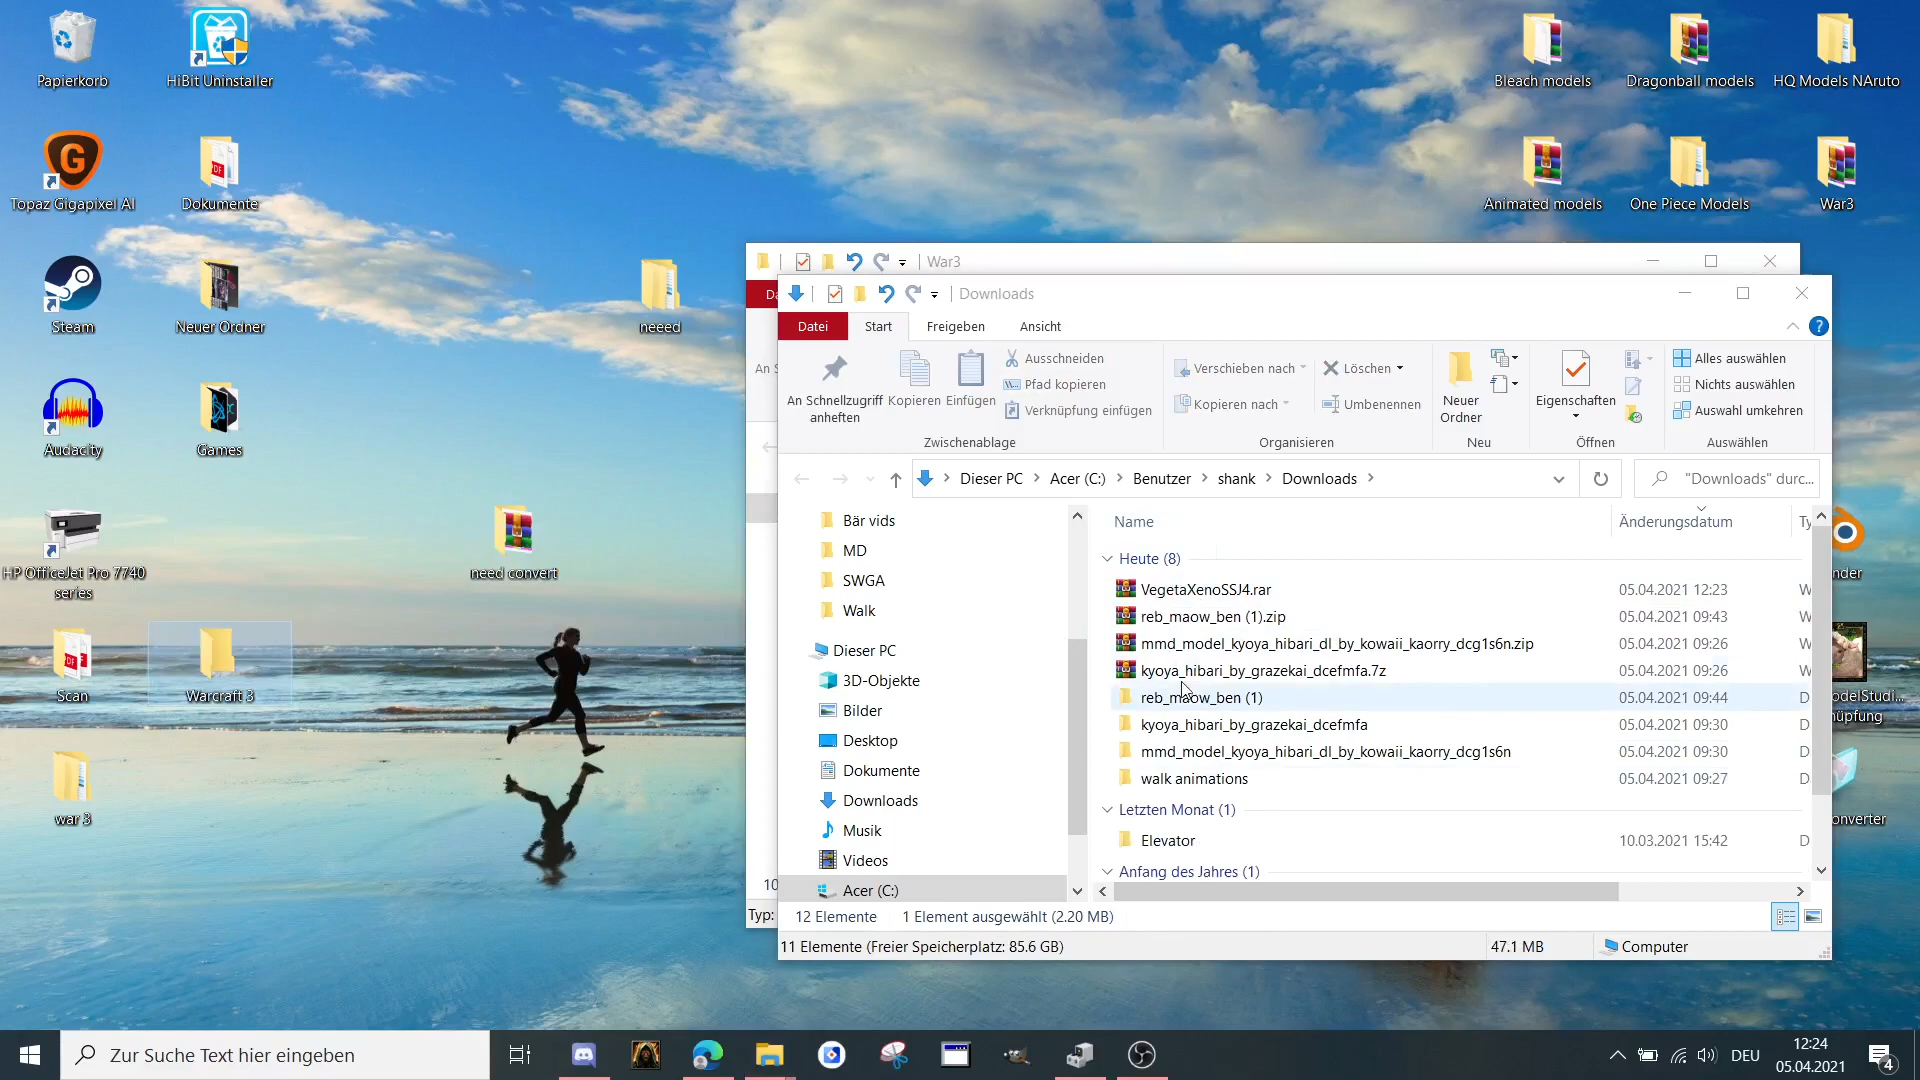 Papierkorb
HiBit Uninstaller
Bleach models
Dragonball models
HQ Models NAruto
Topaz Gigapixel AI
Dokumente
Animated models
One Piece Models
War3
Steam
Neuer Ordner
neeed
Audacity
Games
HP OfficeJet Pro 7740
series
need convert
Scan
Warcraft 3
war 3
War3
Downloads
Datei
Start
Freigeben
Ansicht
An Schnellzugriff
anheften
Kopieren
Einfügen
Ausschneiden
Pfad kopieren
Verknüpfung einfügen
Zwischenablage
Verschieben nach
Kopieren nach
Löschen
Umbenennen
Organisieren
Neuer
Ordner
Neu
Eigenschaften
Öffnen
Alles auswählen
Nichts auswählen
Auswahl umkehren
Auswählen
Dieser PC
Acer (C:)
Benutzer
shank
Downloads
"Downloads" durc...
Bär vids
MD
SWGA
Walk
Dieser PC
3D-Objekte
Bilder
Desktop
Dokumente
Downloads
Musik
Videos
Acer (C:)
Name
Änderungsdatum
Ty
Heute (8)
VegetaXenoSSJ4.rar 05.04.2021 12:23 W
reb_maow_ben (1).zip 05.04.2021 09:43 W
mmd_model_kyoya_hibari_dl_by_kowaii_kaorry_dcg1s6n.zip 05.04.2021 09:26 W
kyoya_hibari_by_grazekai_dcefmfa.7z 05.04.2021 09:26 W
reb_maow_ben (1) 05.04.2021 09:44 D
kyoya_hibari_by_grazekai_dcefmfa 05.04.2021 09:30 D
mmd_model_kyoya_hibari_dl_by_kowaii_kaorry_dcg1s6n 05.04.2021 09:30 D
walk animations 05.04.2021 09:27 D
Letzten Monat (1)
Elevator 10.03.2021 15:42 D
Anfang des Jahres (1)
12 Elemente
1 Element ausgewählt (2.20 MB)
Typ:
11 Elemente (Freier Speicherplatz: 85.6 GB)
47.1 MB
Computer
Zur Suche Text hier eingeben
DEU
12:24
05.04.2021
4